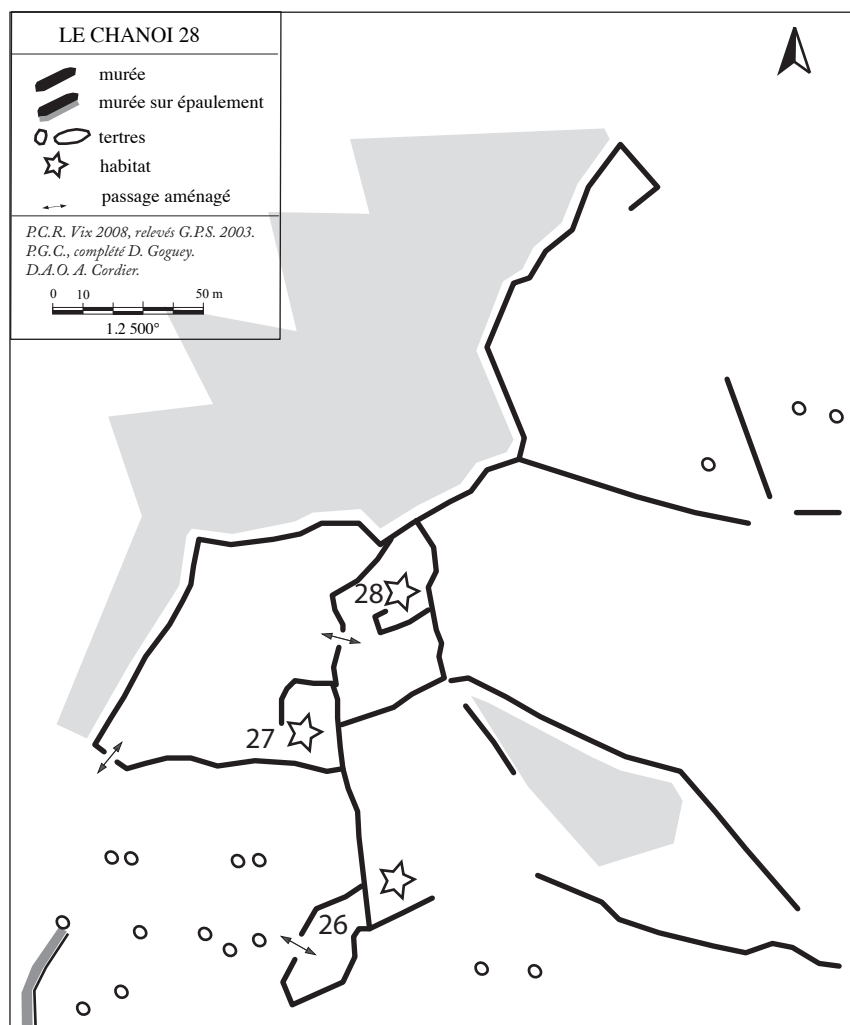 LE CHANOI 28
murée
murée sur épaulement
tertres
habitat
passage aménagé
P.C.R. Vix 2008, relevés G.P.S. 2003.
P.G.C., complété D. Goguey.
D.A.O. A. Cordier.
0 10 50 m
1.2 500°
28
27
26